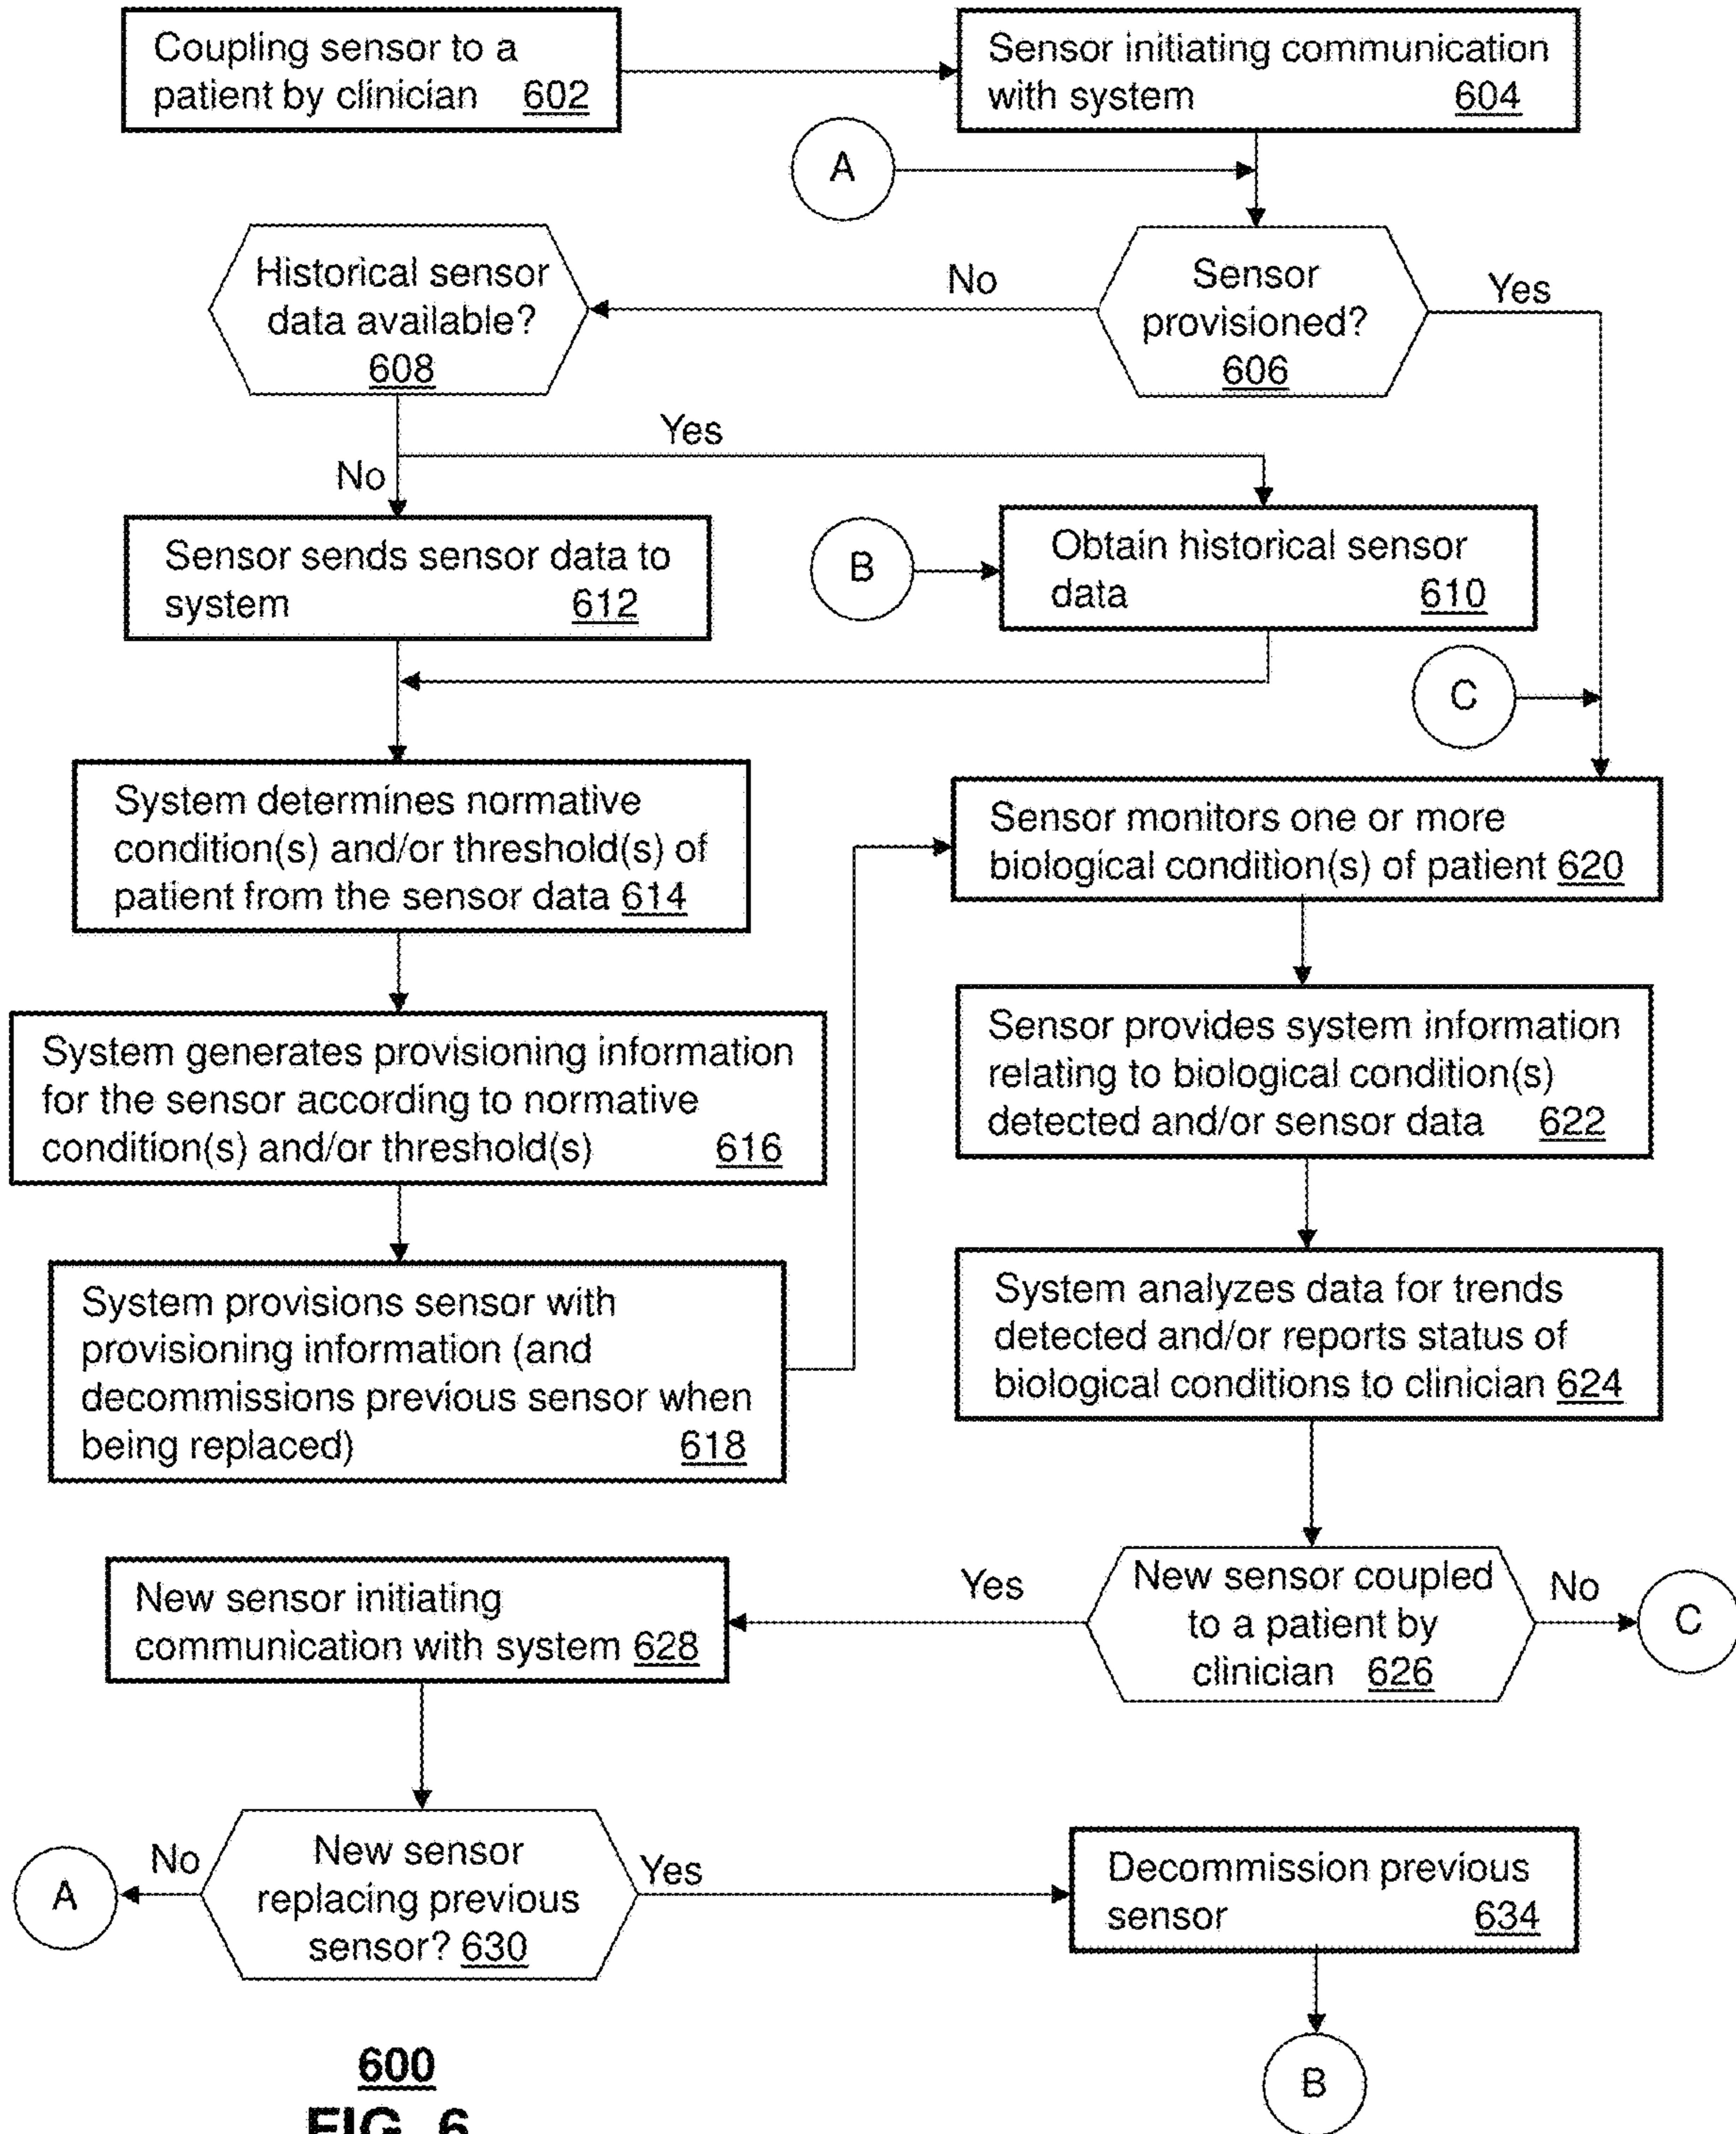 Coupling sensor to a
patient by clinician 602
Sensor initiating communication
with system 604
A
Historical sensor
data available?
608
No
Sensor
provisioned?
606
Yes
Yes
No
Sensor sends sensor data to
system 612
B
Obtain historical sensor
data 610
C
System determines normative
condition(s) and/or threshold(s) of
patient from the sensor data 614
Sensor monitors one or more
biological condition(s) of patient 620
System generates provisioning information
for the sensor according to normative
condition(s) and/or threshold(s) 616
Sensor provides system information
relating to biological condition(s)
detected and/or sensor data 622
System provisions sensor with
provisioning information (and
decommissions previous sensor when
being replaced) 618
System analyzes data for trends
detected and/or reports status of
biological conditions to clinician 624
New sensor initiating
communication with system 628
Yes
New sensor coupled
to a patient by
clinician 626
No
C
A
No
New sensor
replacing previous
sensor? 630
Yes
Decommission previous
sensor 634
B
600
FIG. 6